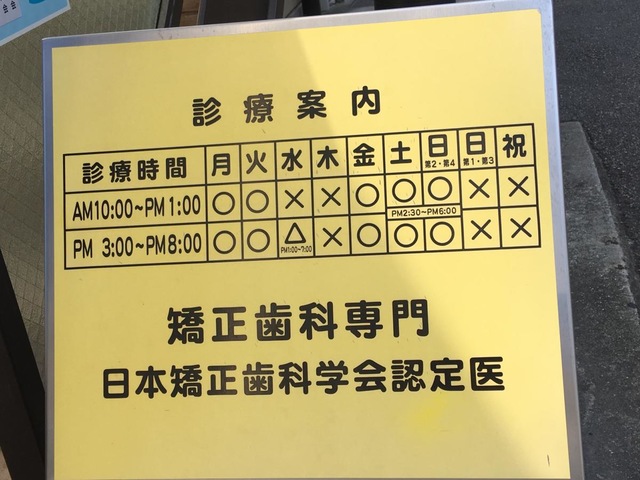 診療案内
診療時間 月 火 水 木 金 土 日 第2・第4 日 第1・第3 祝
AM10:00~PM1:00 ○ ○ × × ○ ○ ○ × ×
PM2:30~PM6:00
PM 3:00~PM8:00 ○ ○ △ × ○ ○ ○ × ×
PM1:00~7:00
矯正歯科専門
日本矯正歯科学会認定医